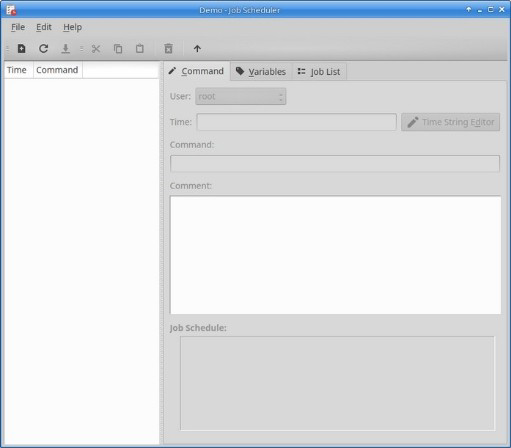 Demo - Job Scheduler
File Edit Help
Time Command
Command Variables Job List
User: root
Time: Time String Editor
Command:
Comment:
Job Schedule: